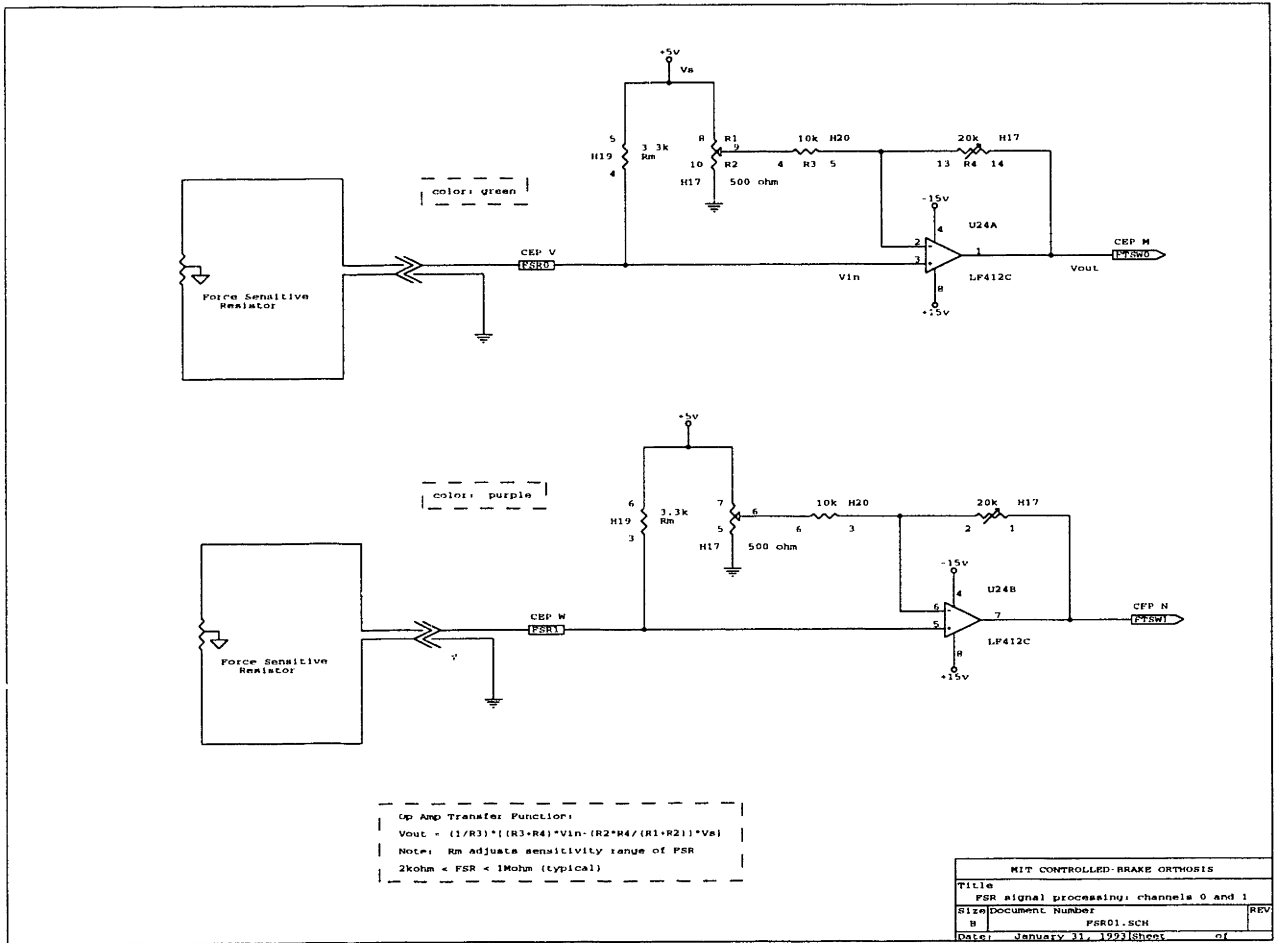 +5v
Vs
5
H19
4
3 3k
Rm
8 R1
9
10 R2
H17 500 ohm
10k H20
4 R3 5
20k H17
13 R4 14
color: green
-15v
4
U24A
2
3
1
8
LF412C
+15v
CEP V
FSR0
Vin
Vout
CEP M
FTSW0
Force Sensitive
Resistor
+5v
6
H19
3
3.3k
Rm
7
6
5
H17 500 ohm
10k H20
6 3
20k H17
2 1
color: purple
-15v
4
U24B
6
5
7
8
LF412C
+15v
CEP W
FSR1
CEP N
FTSW1
Force Sensitive
Resistor
Op Amp Transfer Function:
Vout = (1/R3)*((R3+R4)*Vin-(R2*R4/(R1+R2))*Vs)
Note: Rm adjusts sensitivity range of FSR
2kohm < FSR < 1Mohm (typical)
MIT CONTROLLED-BRAKE ORTHOSIS
Title
FSR signal processing: channels 0 and 1
Size Document Number REV
B FSR01.SCH
Date: January 31, 1993 Sheet of